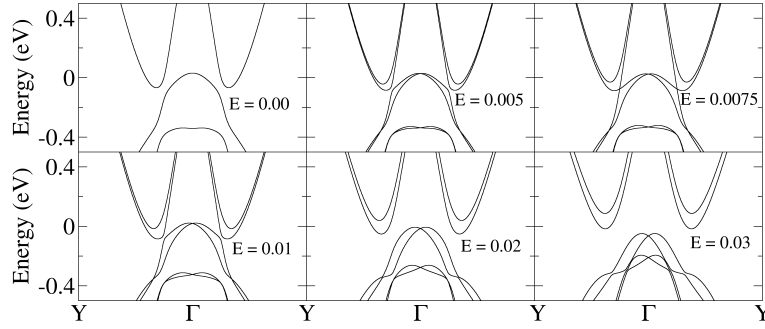 Energy (eV)
0.4
0
-0.4
E = 0.00
E = 0.005
E = 0.0075
Energy (eV)
0.4
0
-0.4
E = 0.01
E = 0.02
E = 0.03
Y Γ Y Γ Y Γ Y